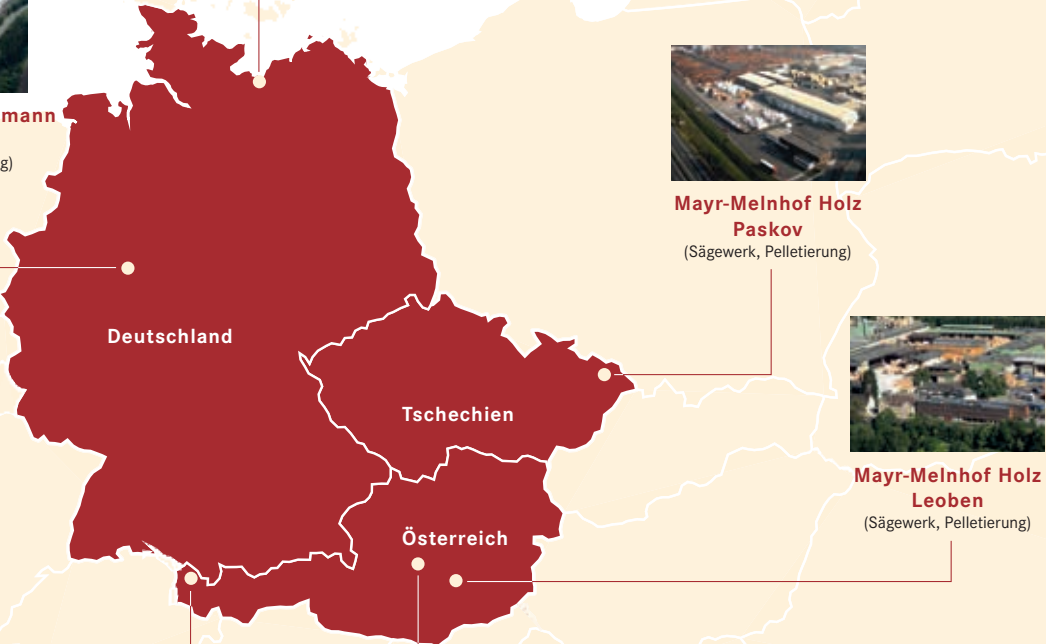 mann
g)
Mayr-Melnhof Holz
Paskov
(Sägewerk, Pelletierung)
Deutschland
Tschechien
Mayr-Melnhof Holz
Leoben
(Sägewerk, Pelletierung)
Österreich